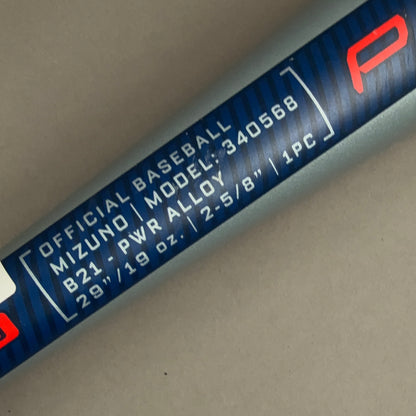 OFFICIAL BASEBALL
MIZUNO | MODEL: 340568
B21 - PWR ALLOY
29"/19 oz. | 2-5/8" | 1PC
P